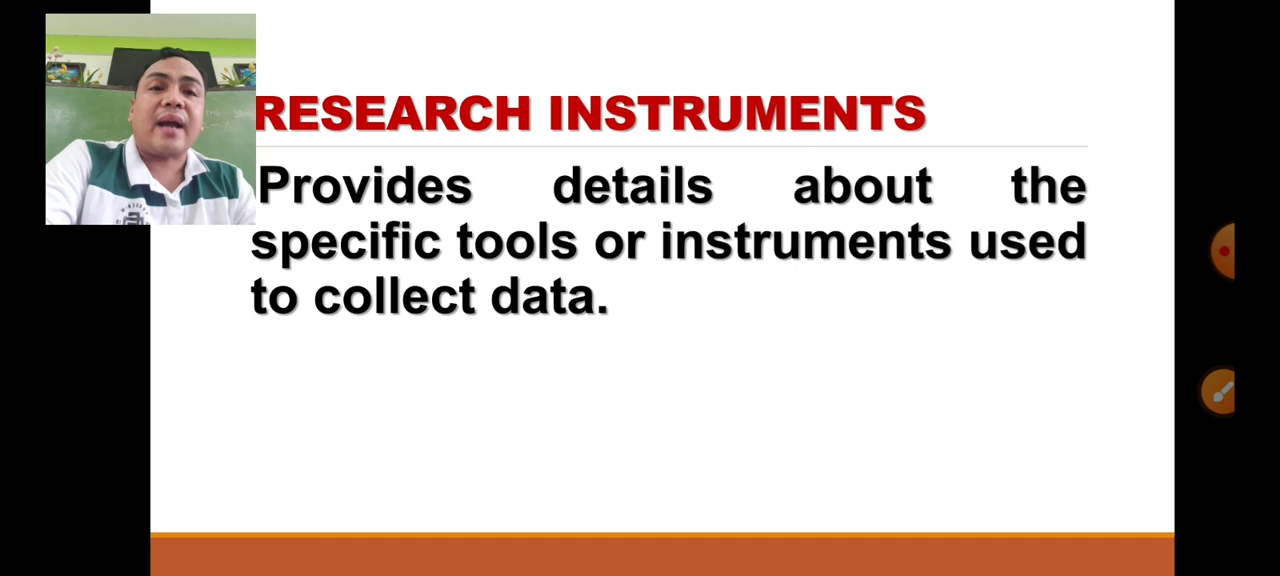 RESEARCH INSTRUMENTS
Provides details about the
specific tools or instruments used
to collect data.